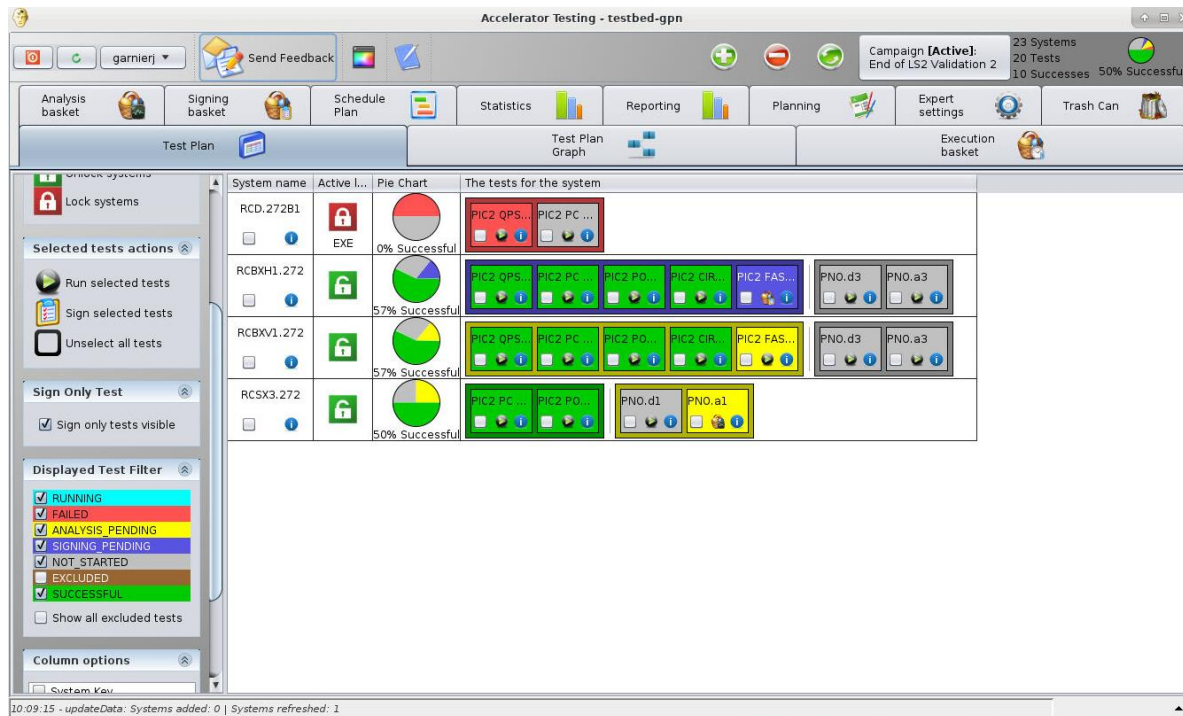 Accelerator Testing - testbed-gpn
garnierj
Send Feedback
Campaign [Active]:
End of LS2 Validation 2
23 Systems
20 Tests
10 Successes
50% Successfu
Analysis
basket
Signing
basket
Schedule
Plan
Statistics
Reporting
Planning
Expert
settings
Trash Can
Test Plan
Test Plan
Graph
Execution
basket
Unlock systems
Lock systems
Selected tests actions
Run selected tests
Sign selected tests
Unselect all tests
Sign Only Test
Sign only tests visible
Displayed Test Filter
RUNNING
FAILED
ANALYSIS_PENDING
SIGNING_PENDING
NOT_STARTED
EXCLUDED
SUCCESSFUL
Show all excluded tests
Column options
System Key
System name Active l... Pie Chart The tests for the system
RCD.272B1
EXE
0% Successful
PIC2 QPS... PIC2 PC ...
RCBXH1.272
57% Successful
PIC2 QPS... PIC2 PC ... PIC2 PO... PIC2 CIR... PIC2 FAS... PNO.d3 PNO.a3
RCBXV1.272
57% Successful
PIC2 QPS... PIC2 PC ... PIC2 PO... PIC2 CIR... PIC2 FAS... PNO.d3 PNO.a3
RCSX3.272
50% Successful
PIC2 PC ... PIC2 PO... PNO.d1 PNO.a1
10:09:15 - updateData: Systems added: 0 | Systems refreshed: 1